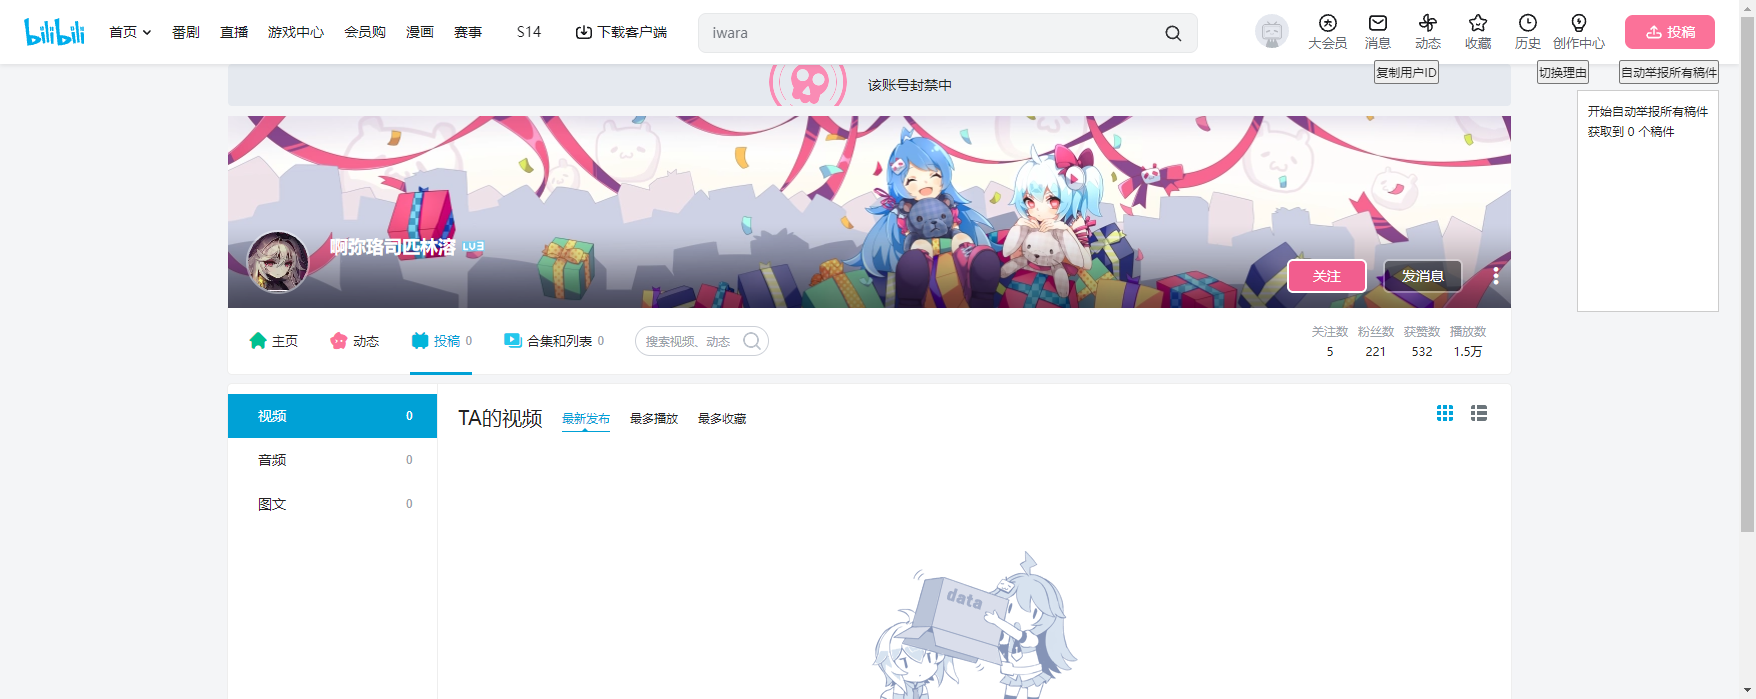 bilibili
首页
番剧
直播
游戏中心
会员购
漫画
赛事
S14
下载客户端
iwara
大会员
消息
动态
收藏
历史
创作中心
投稿
复制用户ID
切换理由
自动举报所有稿件
该账号封禁中
开始自动举报所有稿件
获取到 0 个稿件
啊弥珞司匹林溶 LV3
关注
发消息
主页
动态
投稿 0
合集和列表 0
搜索视频、动态
关注数 粉丝数 获赞数 播放数
5 221 532 1.5万
视频 0
TA的视频
最新发布
最多播放
最多收藏
音频 0
图文 0
data